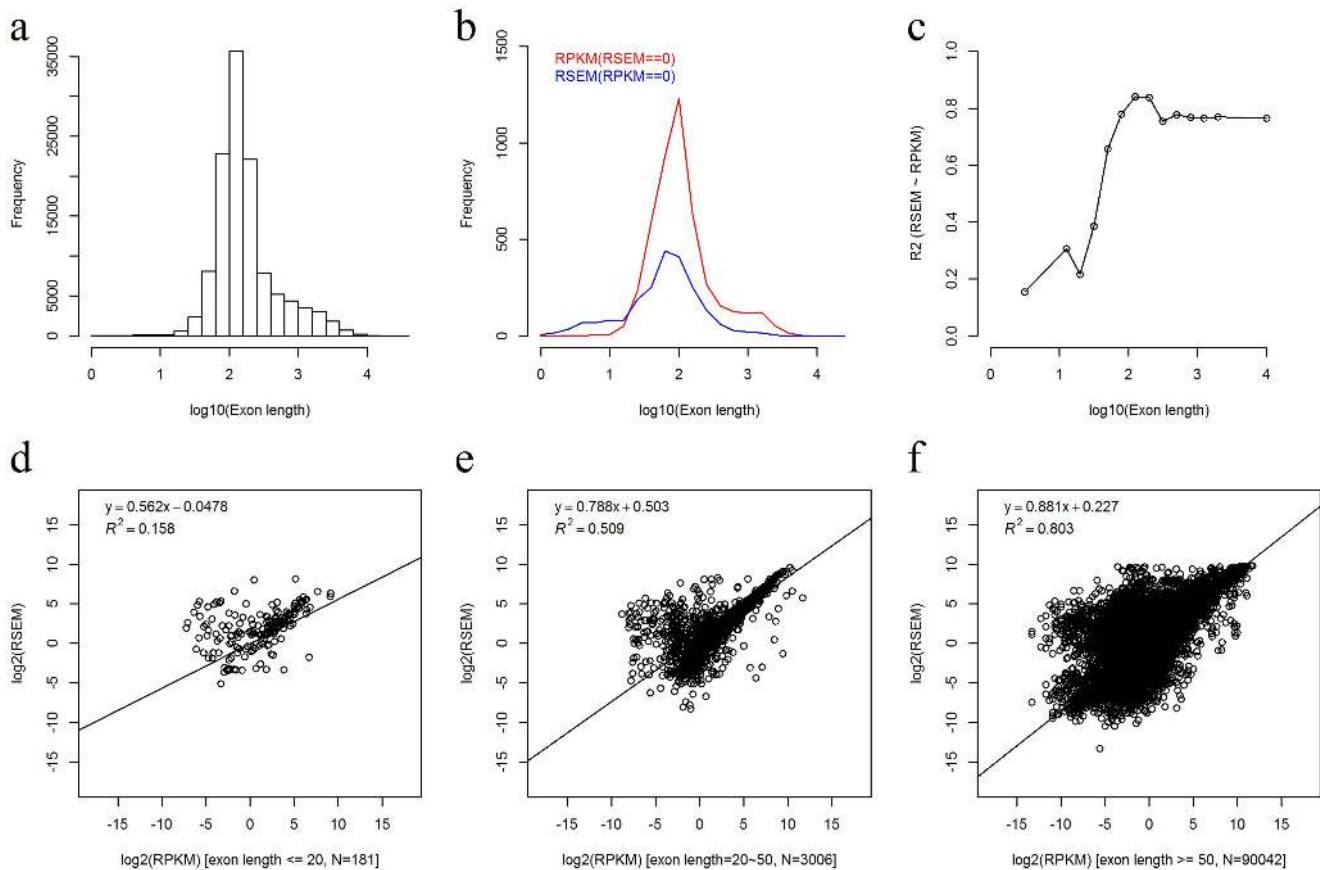 a
Frequency
0 5000 15000 25000 35000
0 1 2 3 4
log10(Exon length)
b
RPKM(RSEM==0)
RSEM(RPKM==0)
Frequency
0 500 1000 1500
0 1 2 3 4
log10(Exon length)
c
R2 (RSEM ~ RPKM)
0.0 0.2 0.4 0.6 0.8 1.0
0 1 2 3 4
log10(Exon length)
d
y = 0.562x − 0.0478
R² = 0.158
log2(RSEM)
15
10
5
0
-5
-10
-15
-15 -10 -5 0 5 10 15
log2(RPKM) [exon length <= 20, N=181]
e
y = 0.788x + 0.503
R² = 0.509
log2(RSEM)
15
10
5
0
-5
-10
-15
-15 -10 -5 0 5 10 15
log2(RPKM) [exon length=20~50, N=3006]
f
y = 0.881x + 0.227
R² = 0.803
log2(RSEM)
15
10
5
0
-5
-10
-15
-15 -10 -5 0 5 10 15
log2(RPKM) [exon length >= 50, N=90042]